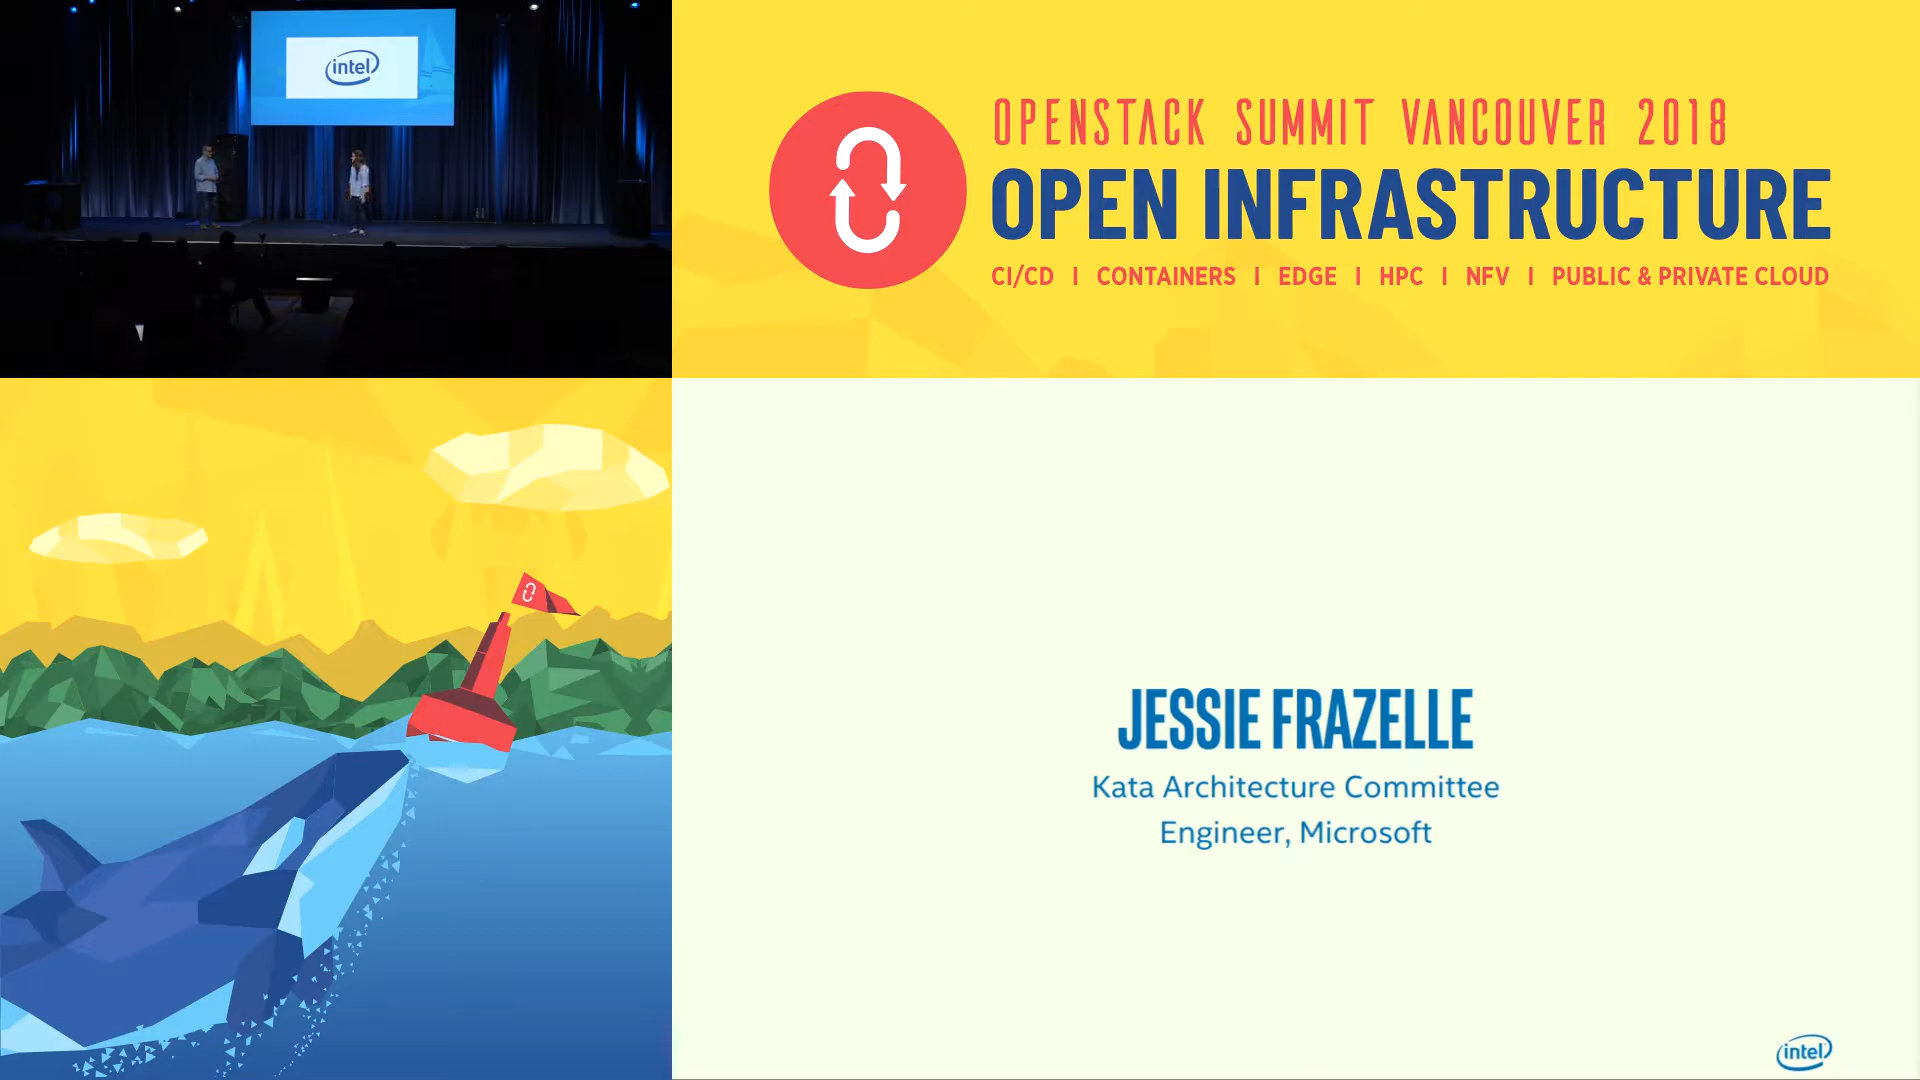 intel
OPENSTACK SUMMIT VANCOUVER 2018
OPEN INFRASTRUCTURE
CI/CD | CONTAINERS | EDGE | HPC | NFV | PUBLIC & PRIVATE CLOUD
JESSIE FRAZELLE
Kata Architecture Committee
Engineer, Microsoft
intel